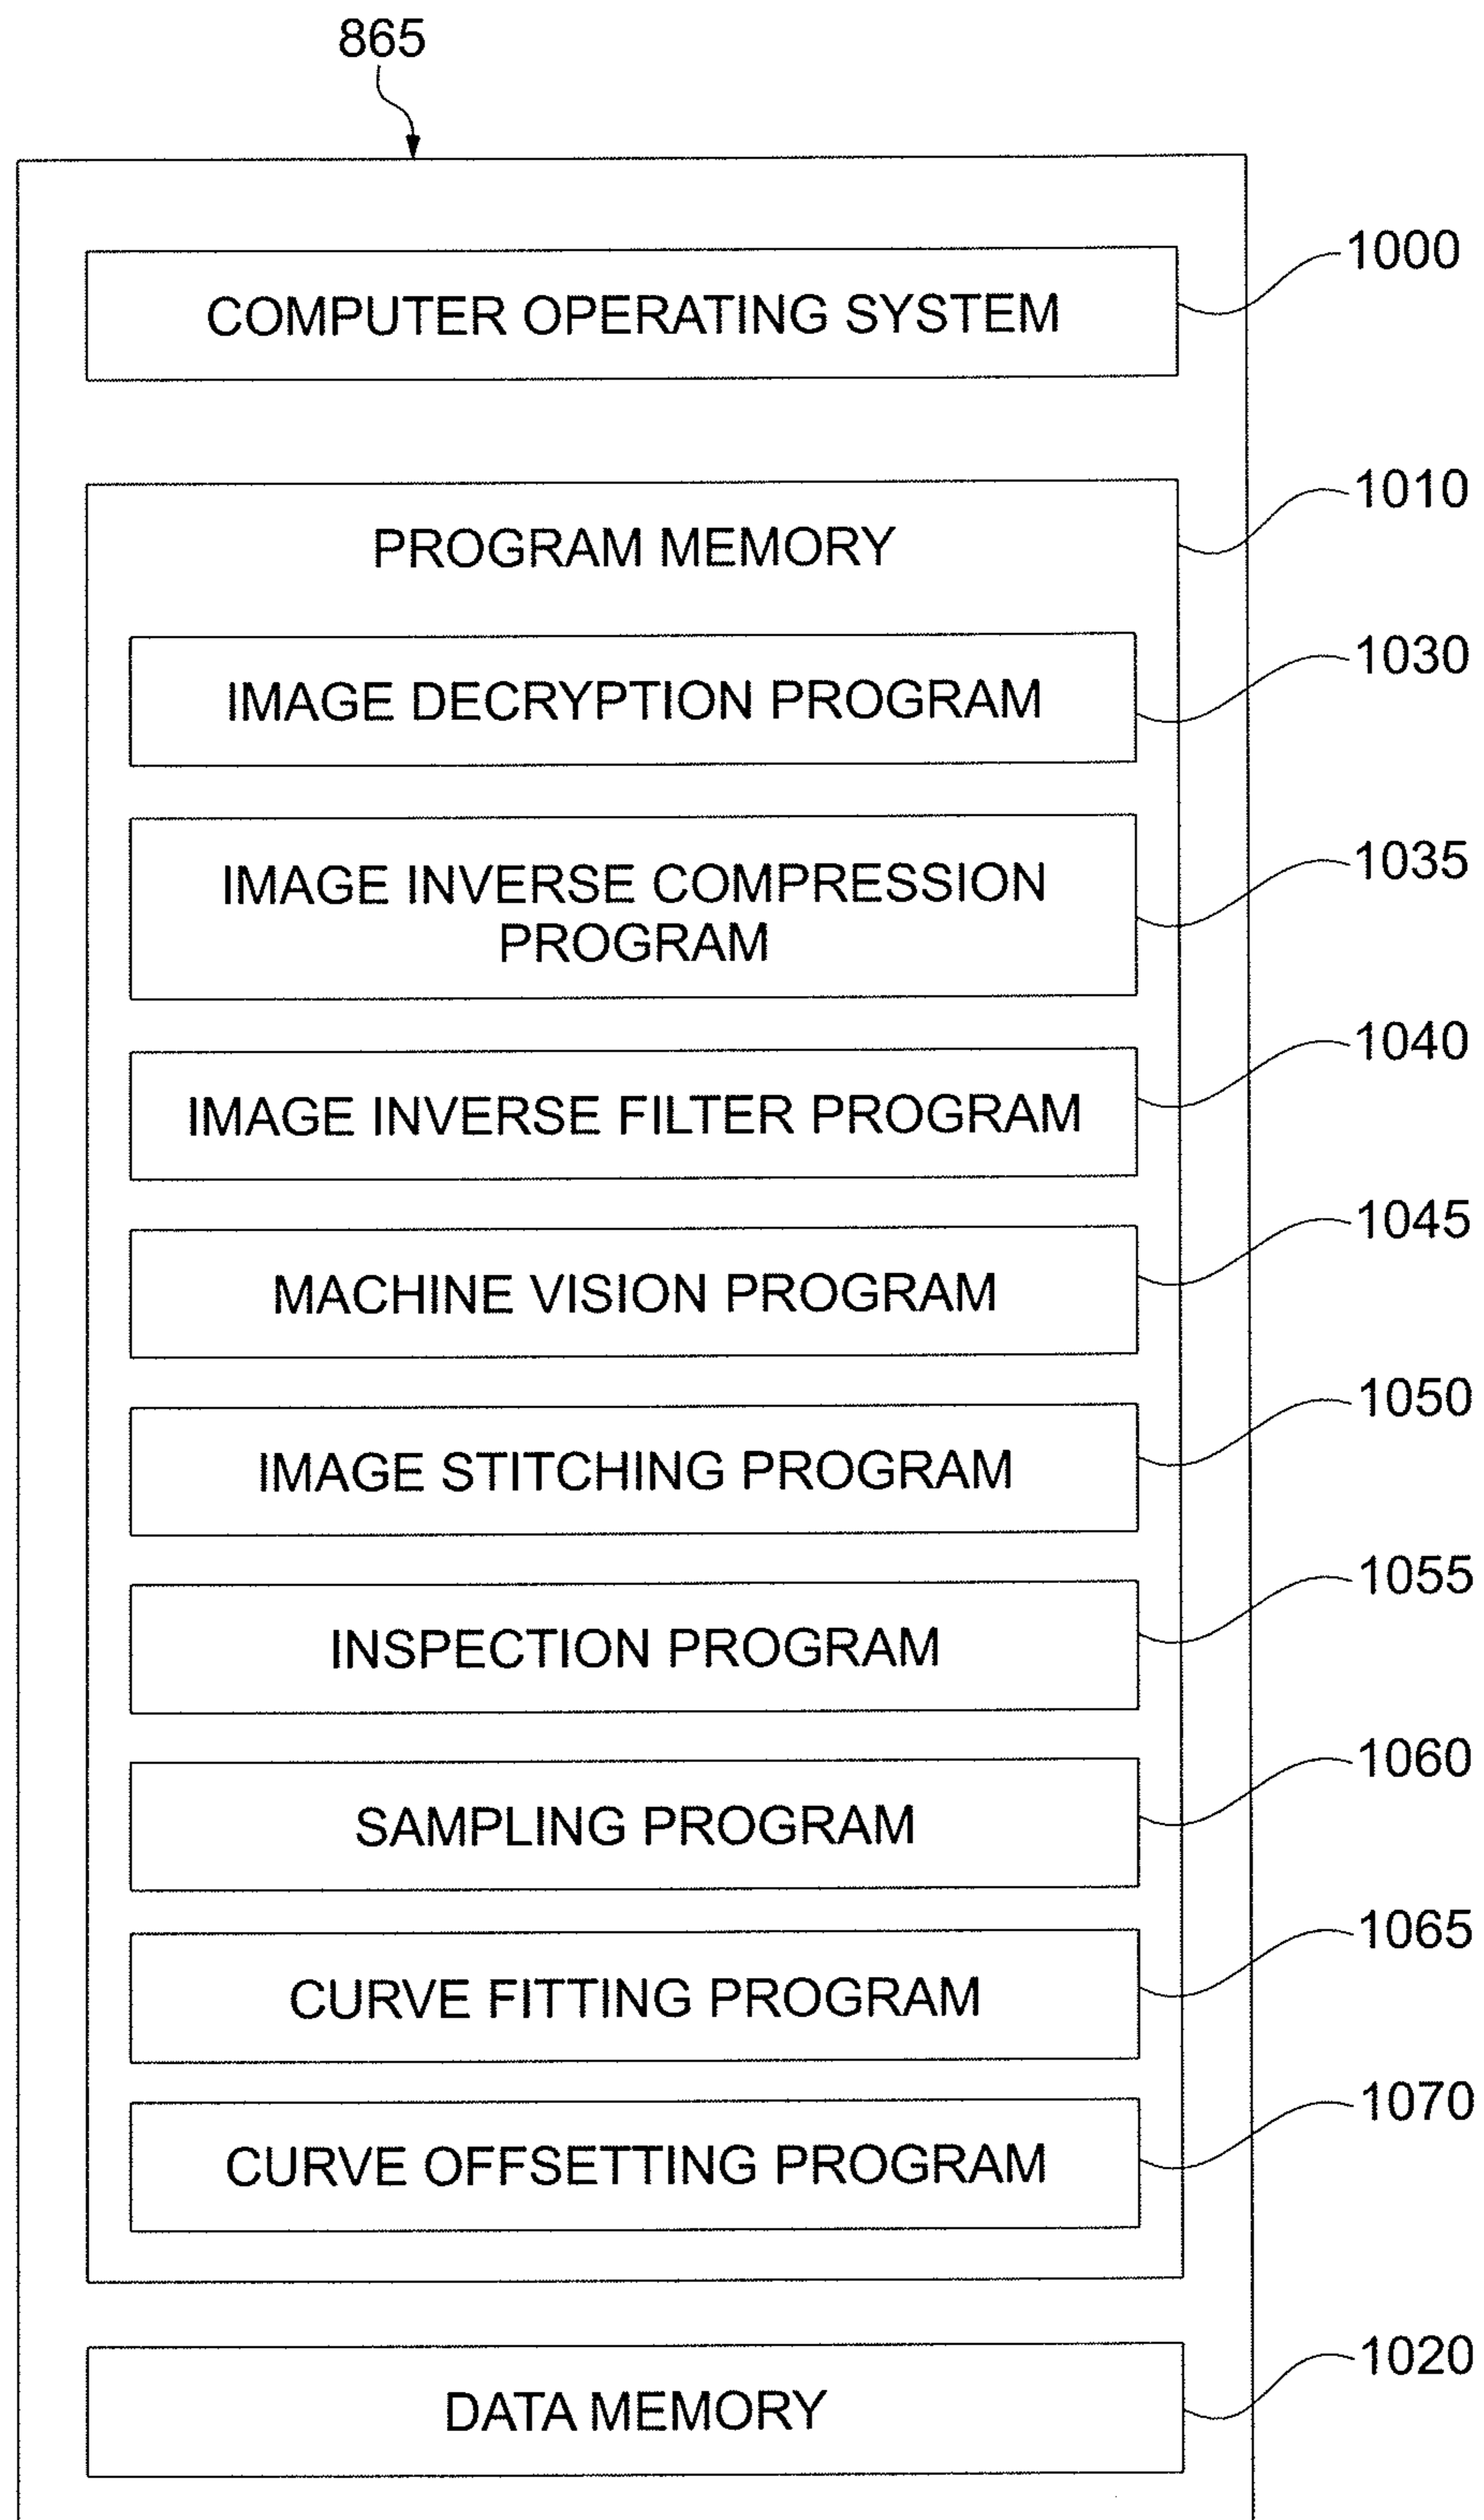 865
COMPUTER OPERATING SYSTEM
1000
PROGRAM MEMORY
1010
IMAGE DECRYPTION PROGRAM
1030
IMAGE INVERSE COMPRESSION
PROGRAM
1035
IMAGE INVERSE FILTER PROGRAM
1040
MACHINE VISION PROGRAM
1045
IMAGE STITCHING PROGRAM
1050
INSPECTION PROGRAM
1055
SAMPLING PROGRAM
1060
CURVE FITTING PROGRAM
1065
CURVE OFFSETTING PROGRAM
1070
DATA MEMORY
1020